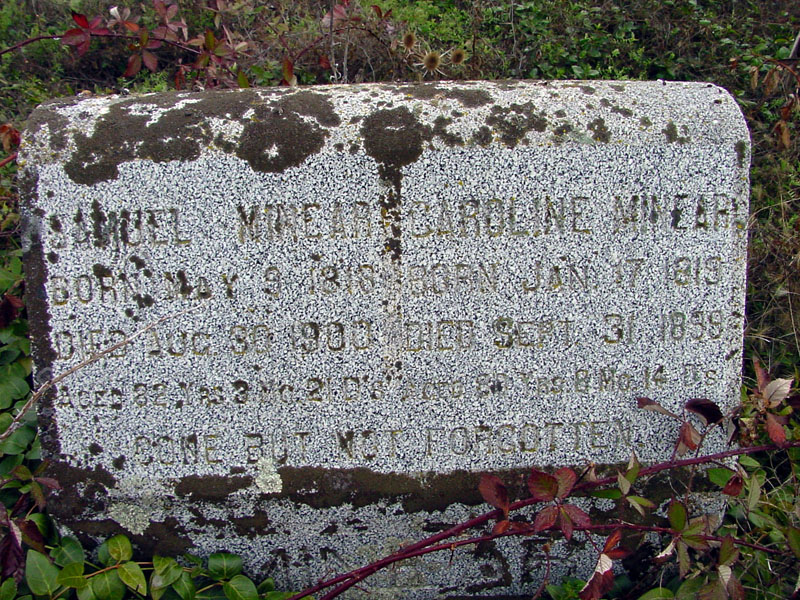 SAMUEL MINEAR CAROLINE MINEAR
BORN MAY 9 1818 BORN JAN. 17 1819
DIED AUG 30 1900 DIED SEPT. 31 1899
AGED 82 YRS 3 MO. 21 D'S AGED 80 YRS 8 MO. 14 DS.
GONE BUT NOT FORGOTTEN.